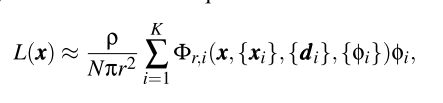 L(x) ≈ ρ/(Nπr²) ∑_{i=1}^{K} Φ_{r,i}(x, {x_i}, {d_i}, {ϕ_i})ϕ_i,